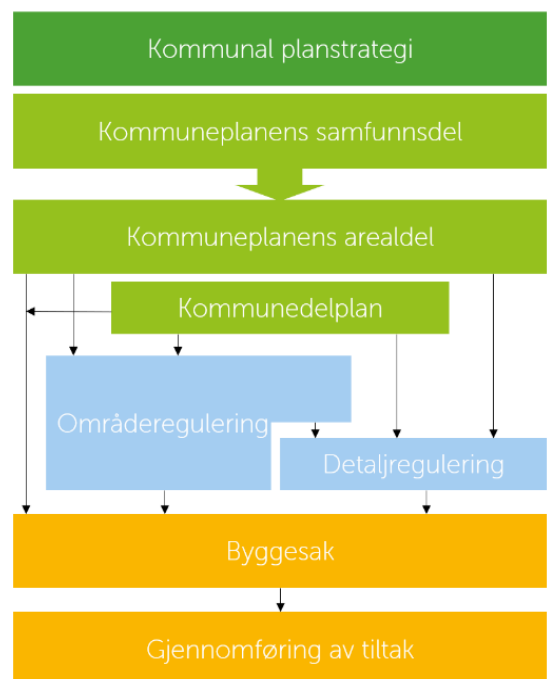 Kommunal planstrategi
Kommuneplanens samfunnsdel
Kommuneplanens arealdel
Kommunedelplan
Områderegulering
Detaljregulering
Byggesak
Gjennomføring av tiltak